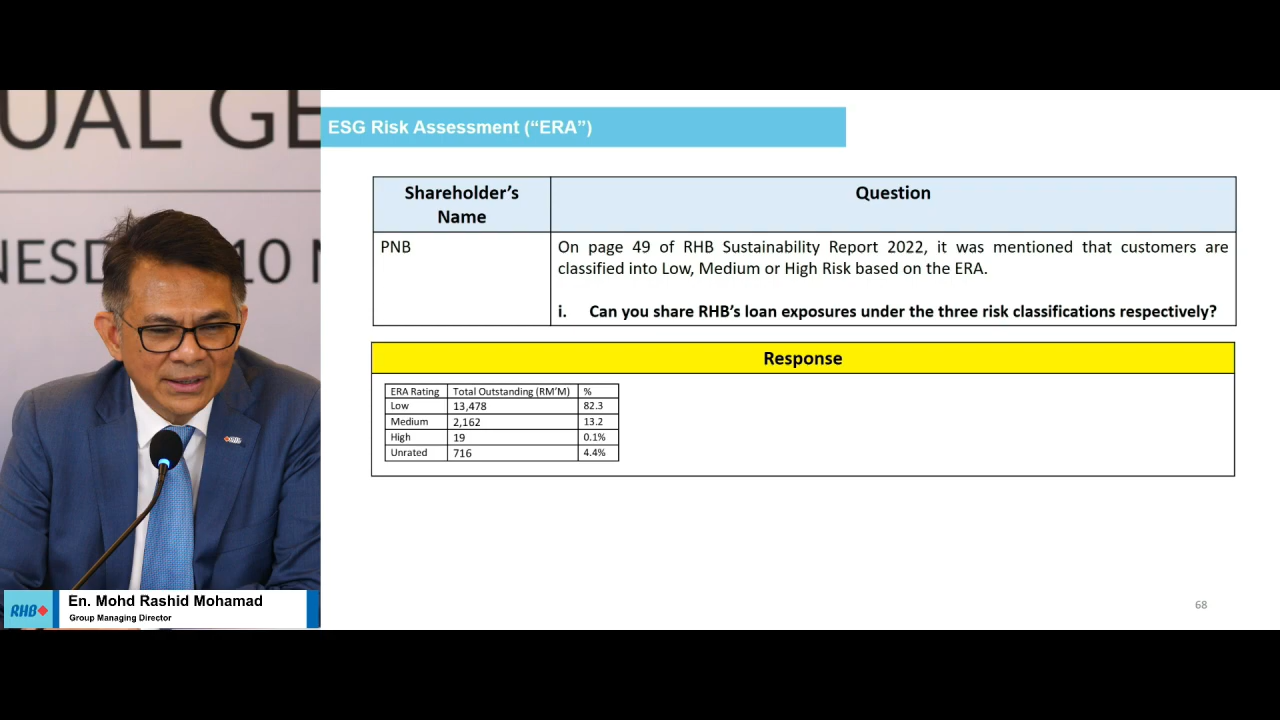 UAL GE
NESD 10
ESG Risk Assessment (“ERA”)
Shareholder’s Name Question
PNB
On page 49 of RHB Sustainability Report 2022, it was mentioned that customers are
classified into Low, Medium or High Risk based on the ERA.
i. Can you share RHB’s loan exposures under the three risk classifications respectively?
Response
ERA Rating Total Outstanding (RM’M) %
Low 13,478 82.3
Medium 2,162 13.2
High 19 0.1%
Unrated 716 4.4%
RHB
En. Mohd Rashid Mohamad
Group Managing Director
68